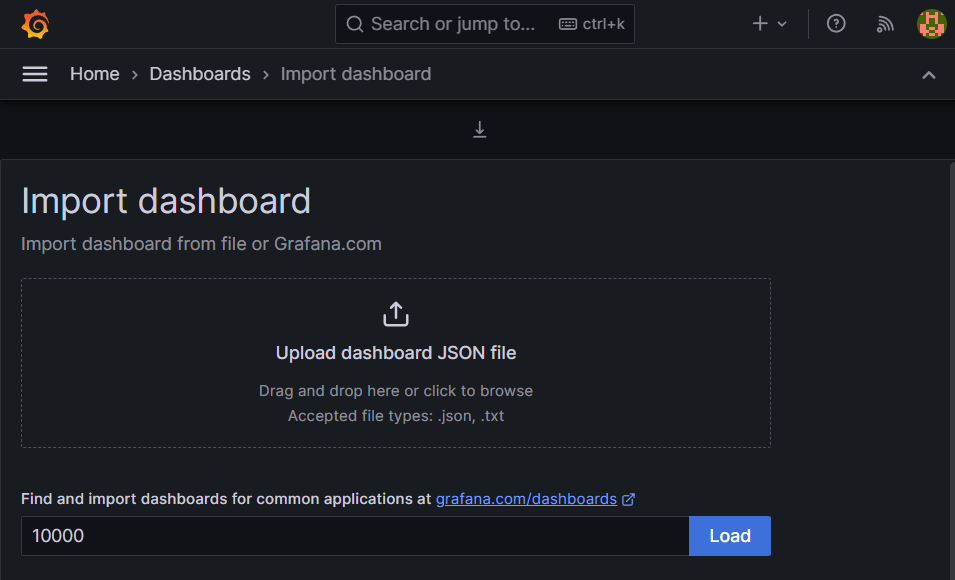 Search or jump to... ctrl+k
Home › Dashboards › Import dashboard
Import dashboard
Import dashboard from file or Grafana.com
Upload dashboard JSON file
Drag and drop here or click to browse
Accepted file types: .json, .txt
Find and import dashboards for common applications at grafana.com/dashboards
10000 Load